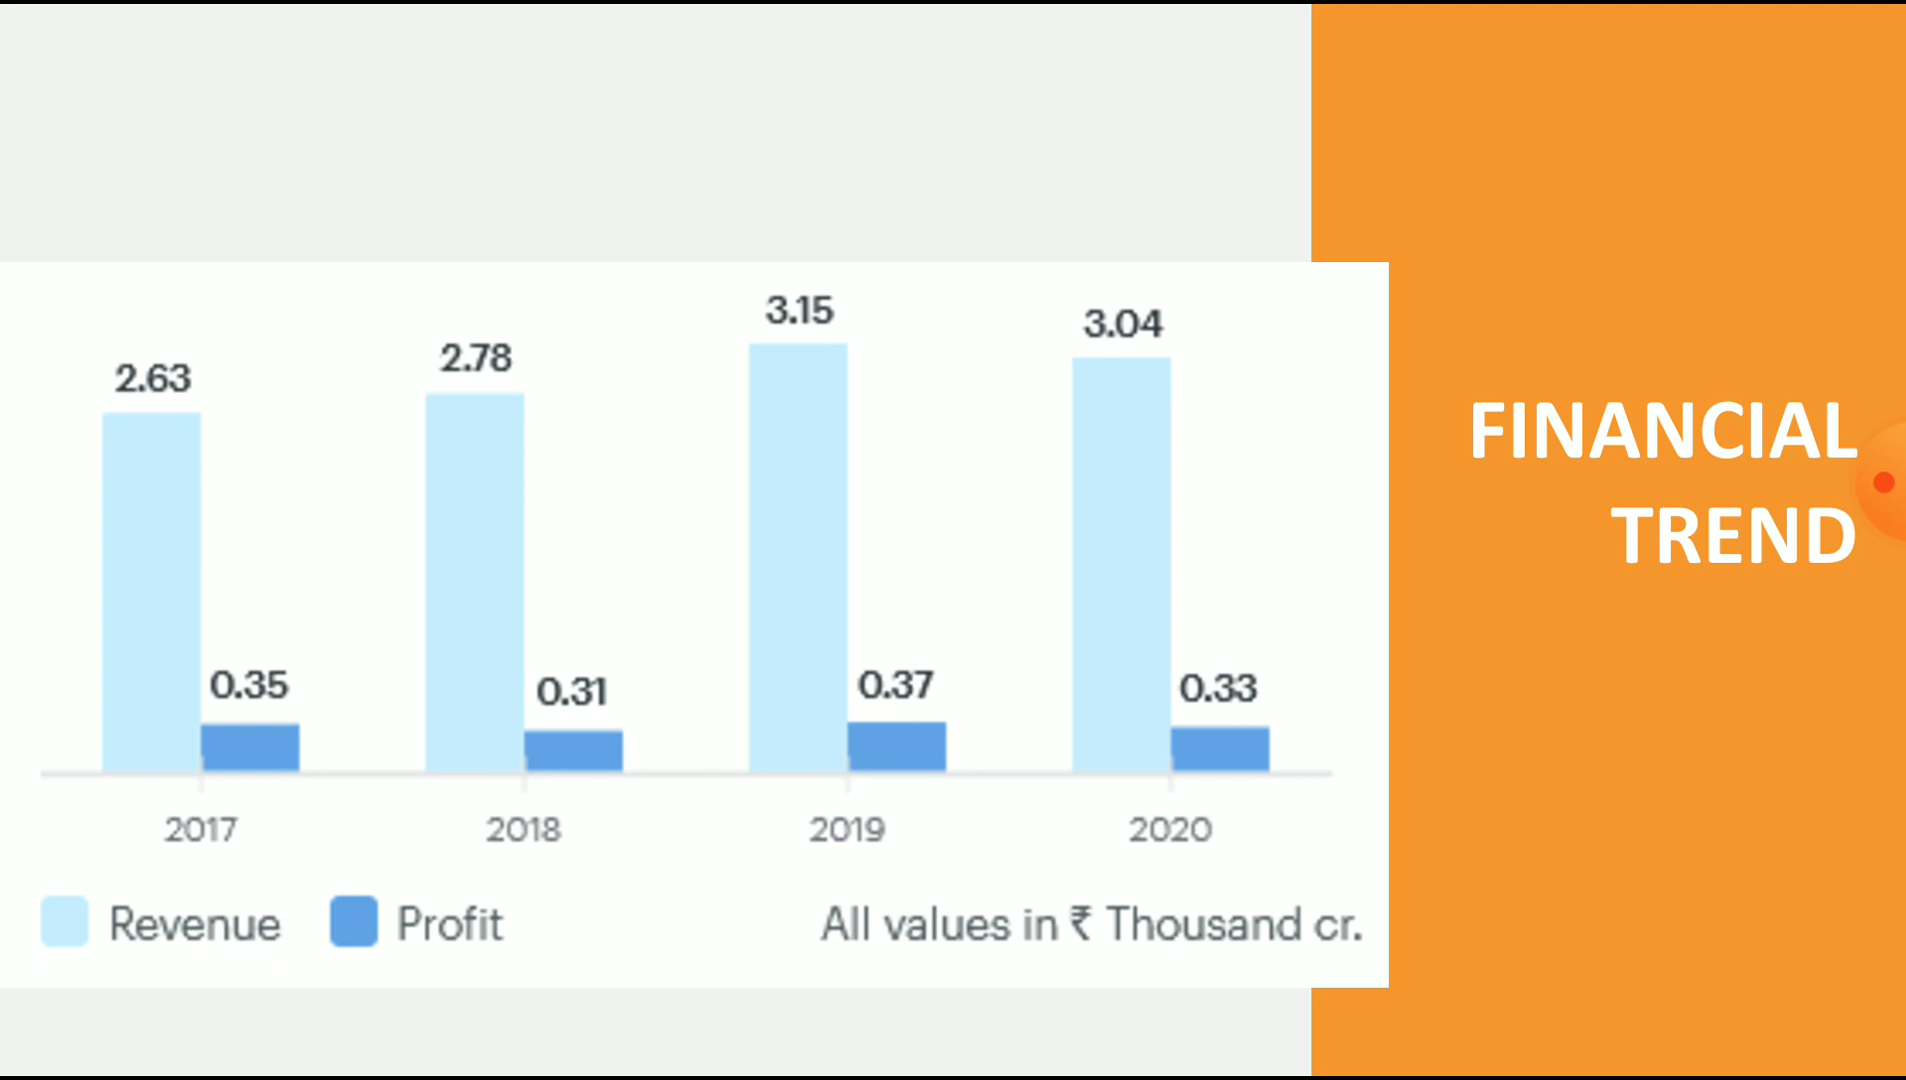 2.63
2.78
3.15
3.04
0.35
0.31
0.37
0.33
2017
2018
2019
2020
Revenue
Profit
All values in ₹ Thousand cr.
FINANCIAL
TREND